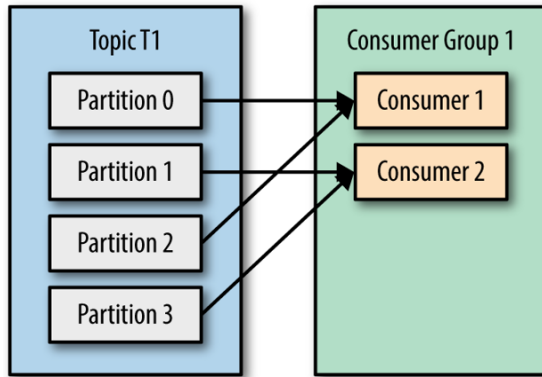 Topic T1
Partition 0
Partition 1
Partition 2
Partition 3
Consumer Group 1
Consumer 1
Consumer 2